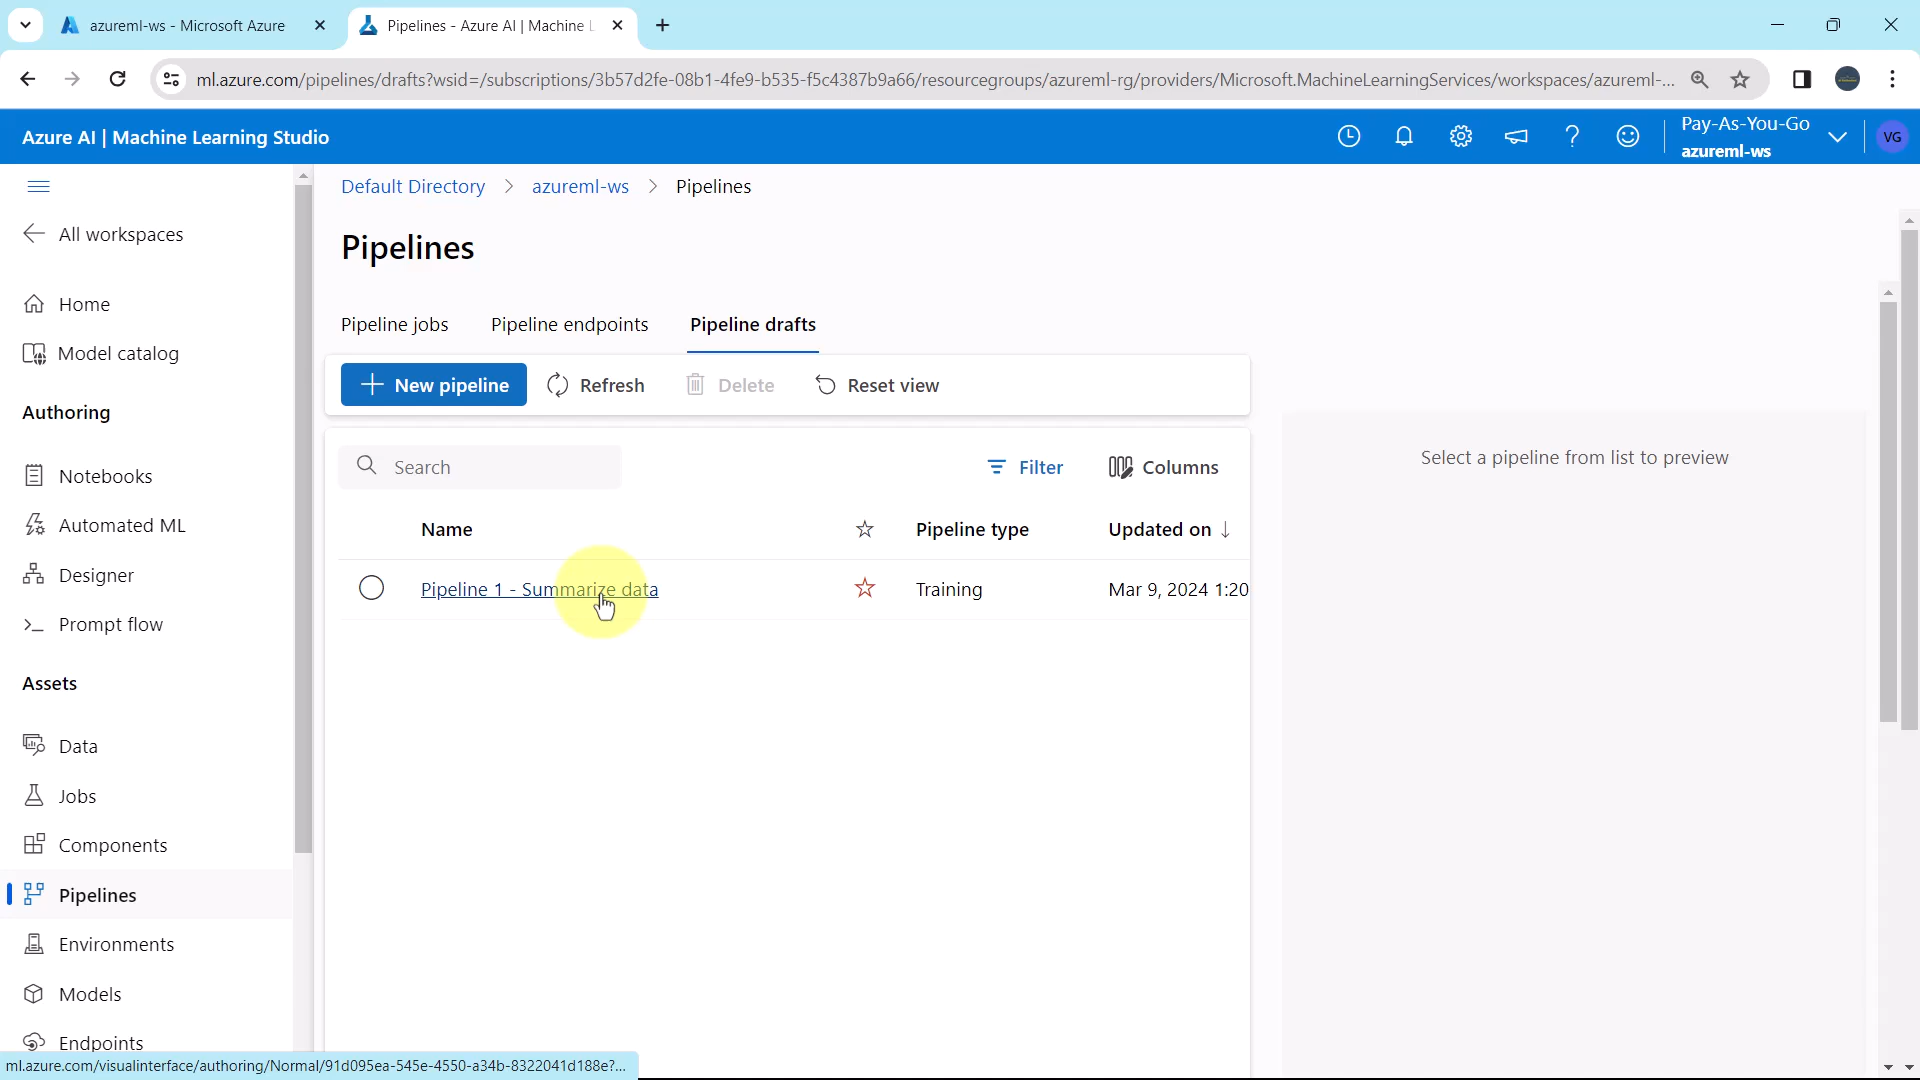 azureml-ws - Microsoft Azure
Pipelines - Azure AI | Machine L
ml.azure.com/pipelines/drafts?wsid=/subscriptions/3b57d2fe-08b1-4fe9-b535-f5c4387b9a66/resourcegroups/azureml-rg/providers/Microsoft.MachineLearningServices/workspaces/azureml-...
Azure AI | Machine Learning Studio
Pay-As-You-Go
azureml-ws
VG
Default Directory > azureml-ws > Pipelines
All workspaces
Home
Model catalog
Authoring
Notebooks
Automated ML
Designer
Prompt flow
Assets
Data
Jobs
Components
Pipelines
Environments
Models
Endpoints
Pipelines
Pipeline jobs Pipeline endpoints Pipeline drafts
New pipeline Refresh Delete Reset view
Search Filter Columns
Name Pipeline type Updated on
Pipeline 1 - Summarize data Training Mar 9, 2024 1:20
Select a pipeline from list to preview
ml.azure.com/visualinterface/authoring/Normal/91d095ea-545e-4550-a34b-8322041d188e?...